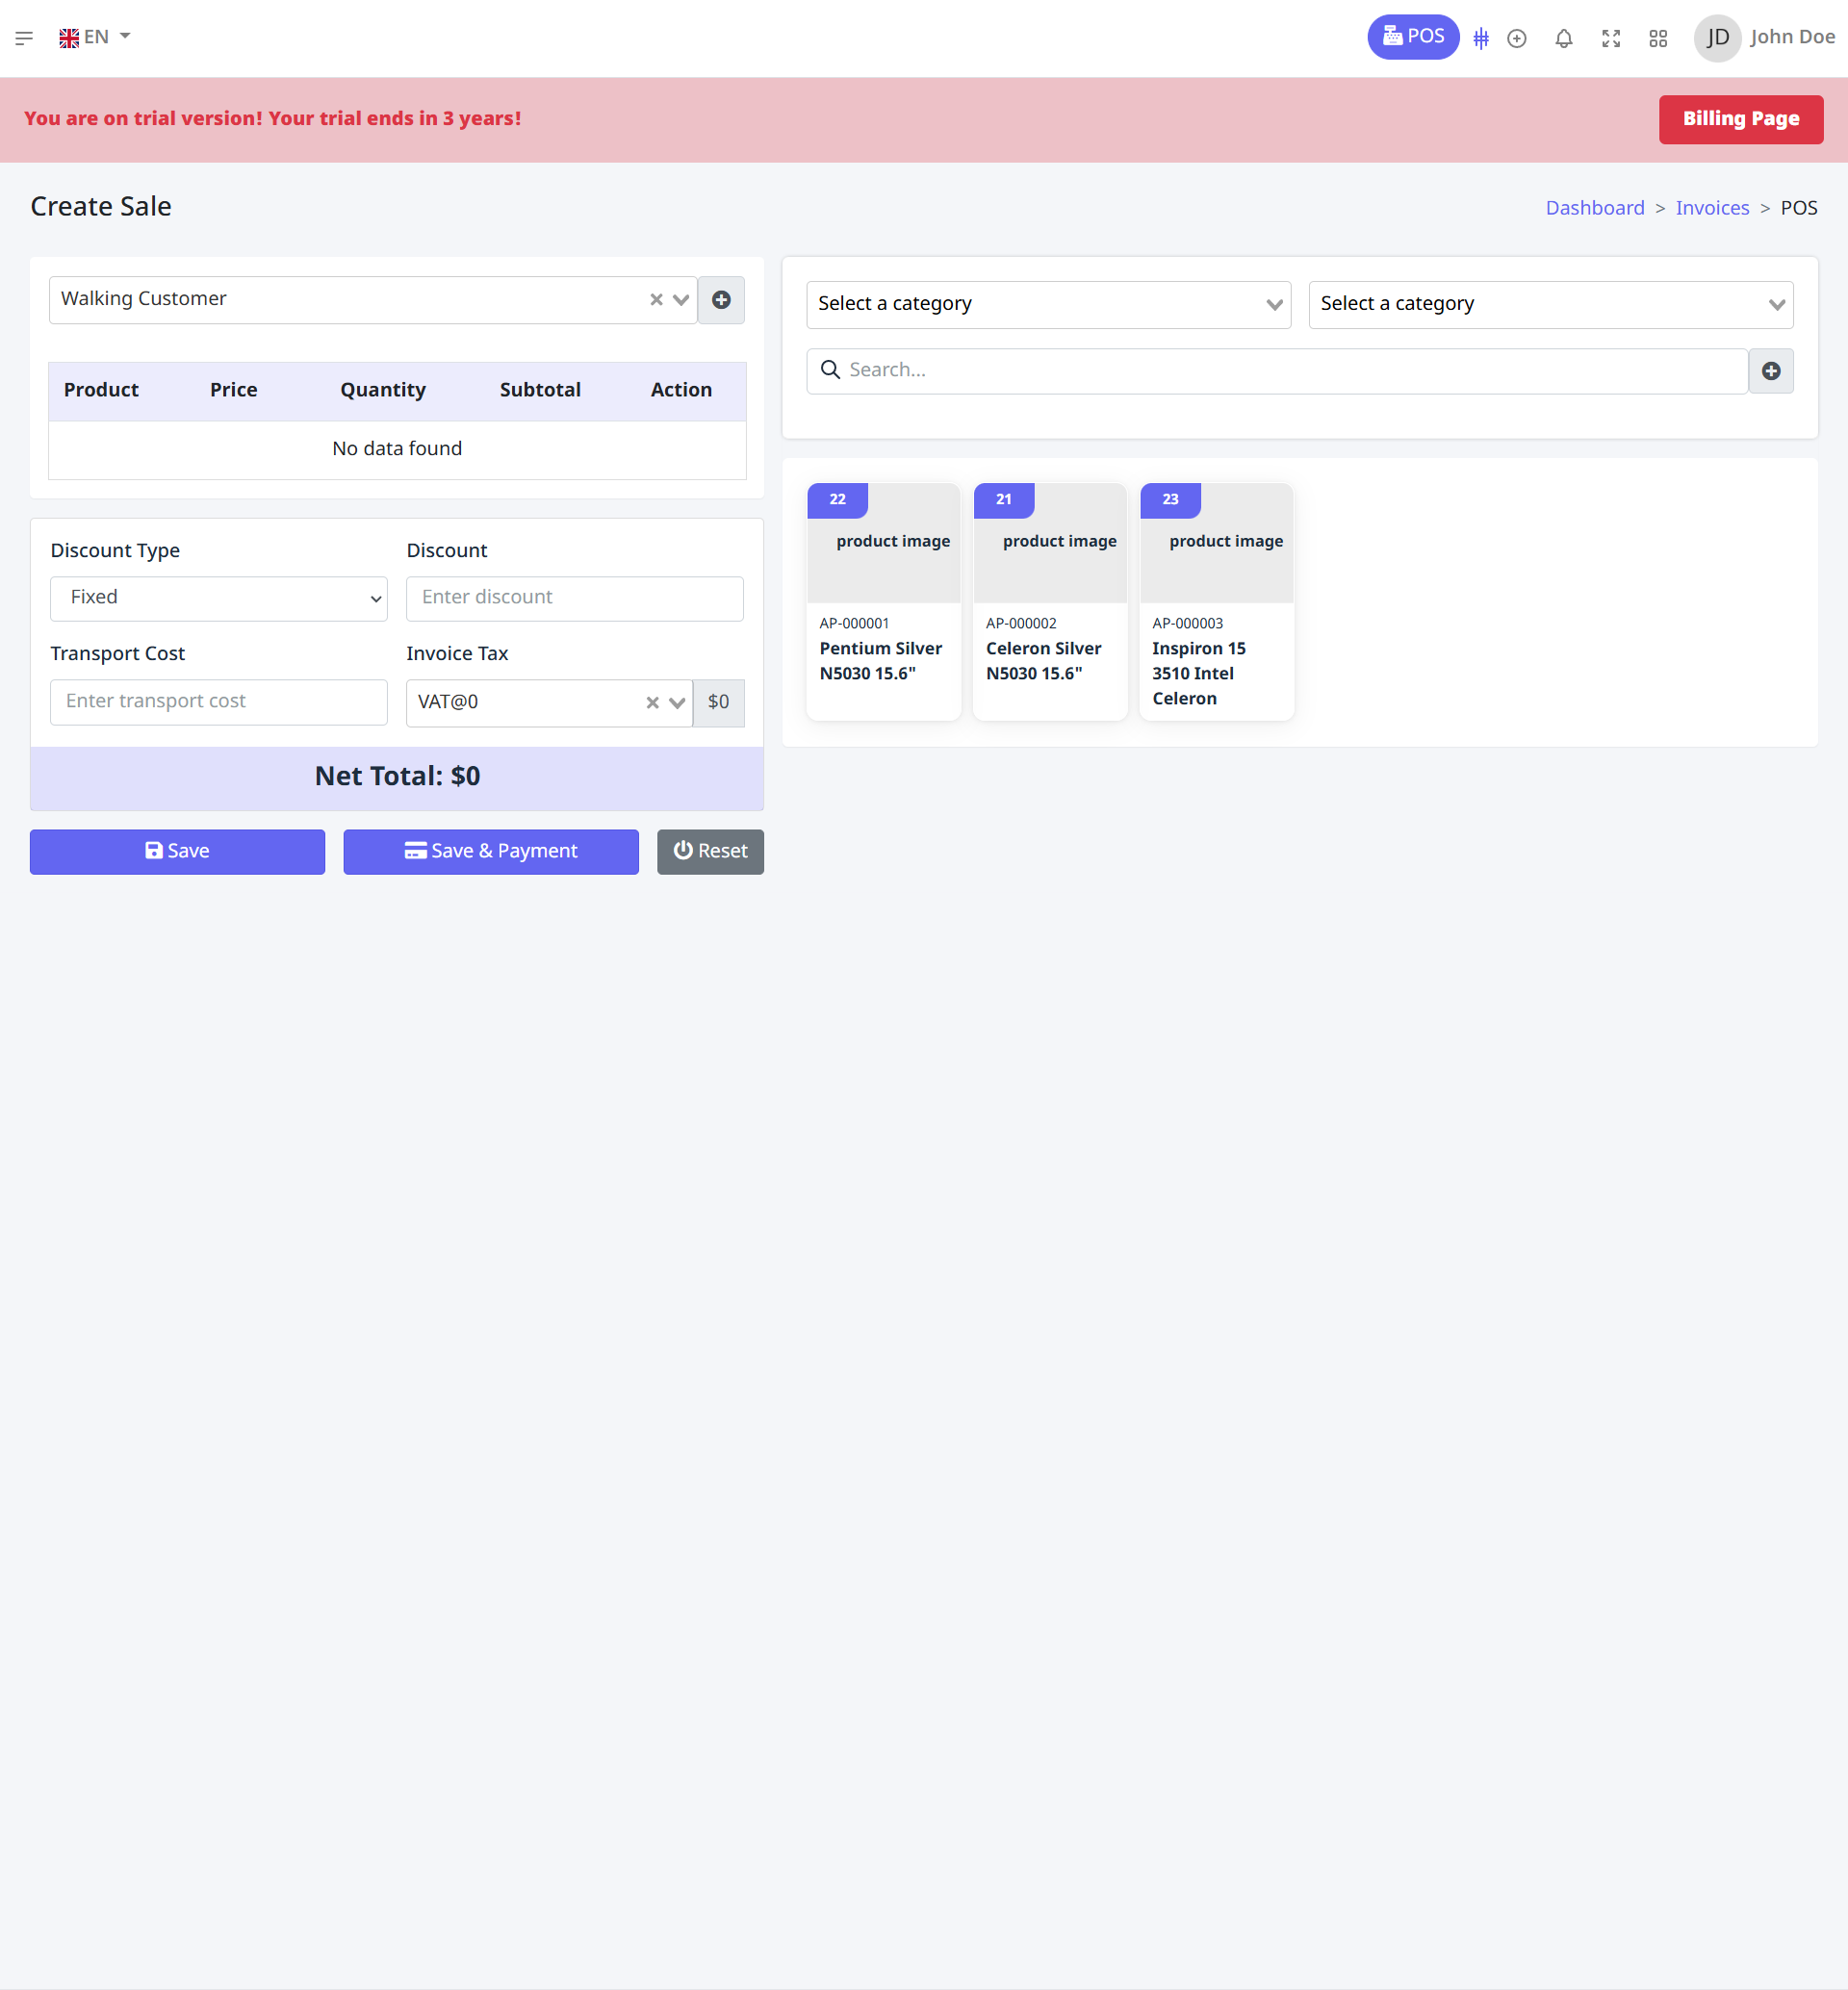 EN
POS
JD
John Doe
You are on trial version! Your trial ends in 3 years!
Billing Page
Create Sale
Dashboard > Invoices > POS
Walking Customer
Product Price Quantity Subtotal Action
No data found
Discount Type Discount
Fixed
Enter discount
Transport Cost Invoice Tax
Enter transport cost
VAT@0
$0
Net Total: $0
Save
Save & Payment
Reset
Select a category
Select a category
Search...
22
product image
AP-000001
Pentium Silver
N5030 15.6"
21
product image
AP-000002
Celeron Silver
N5030 15.6"
23
product image
AP-000003
Inspiron 15
3510 Intel
Celeron